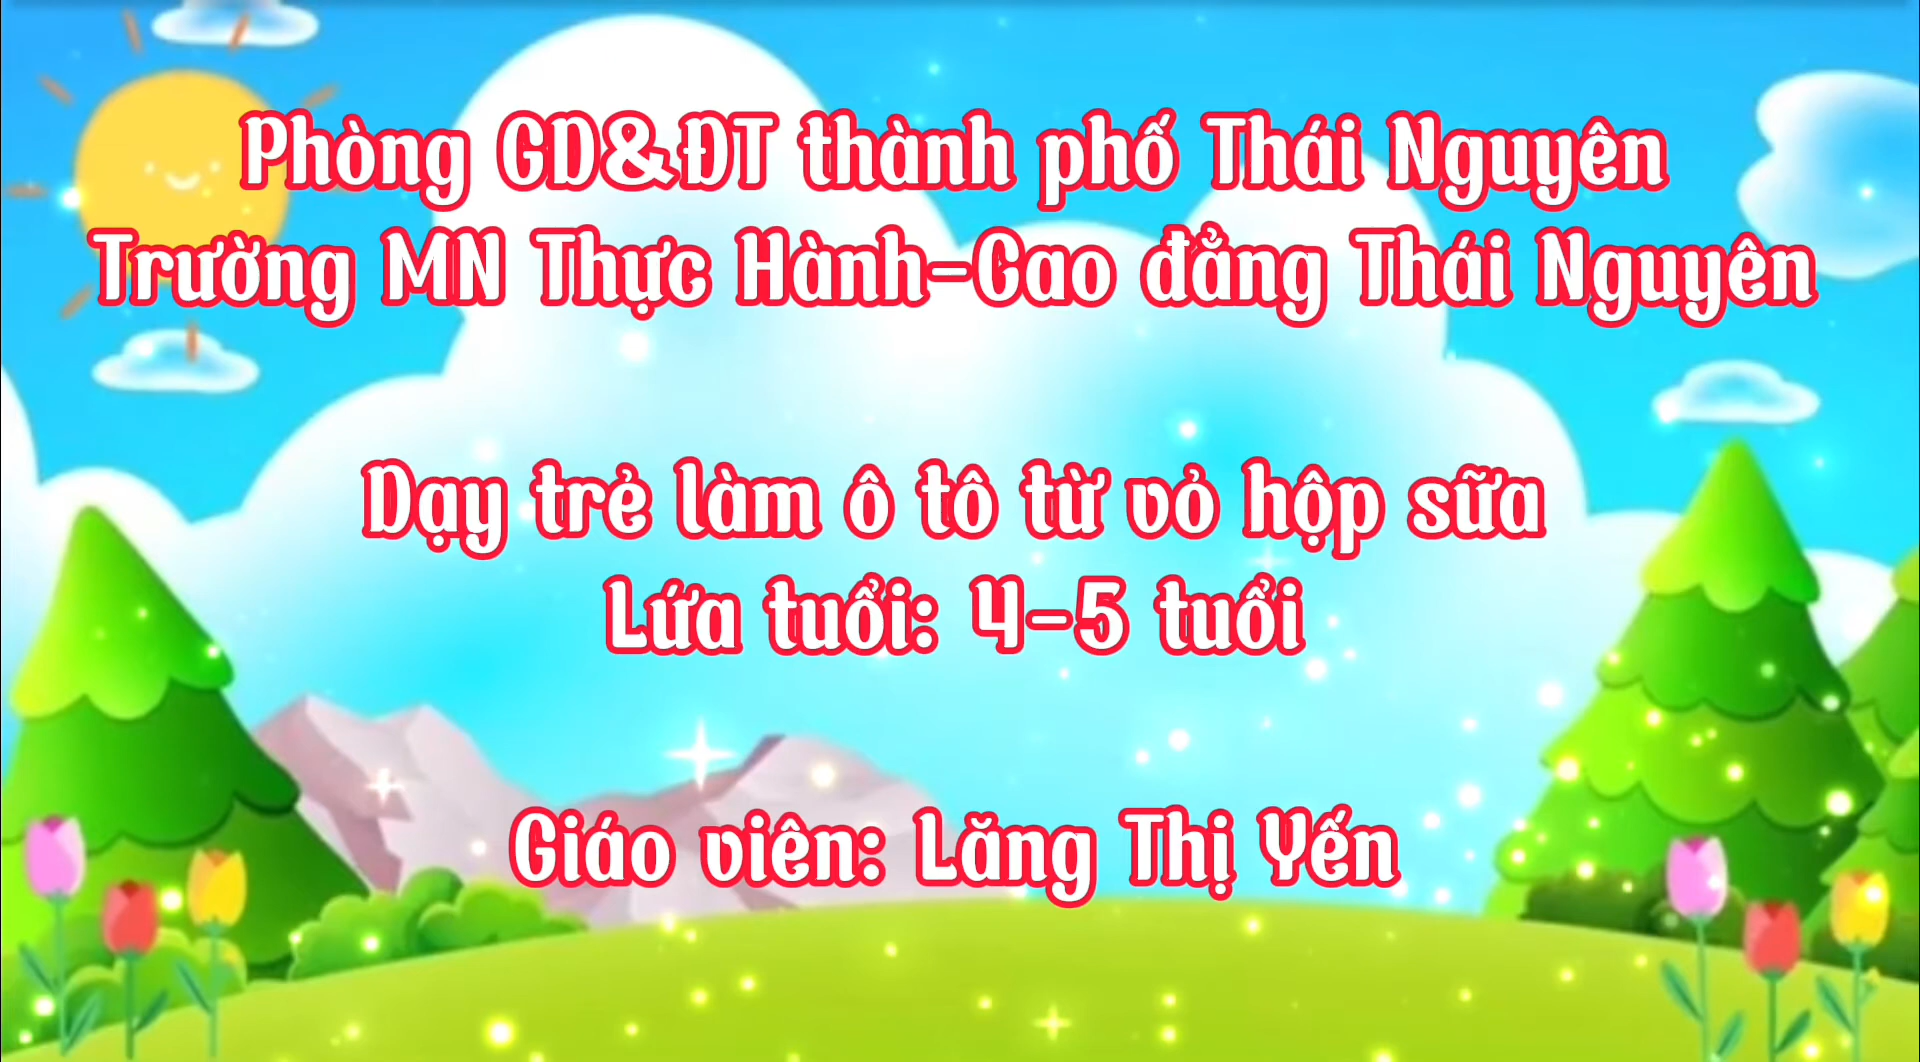 Phòng GD&ĐT thành phố Thái Nguyên
Trường MN Thực Hành-Cao đẳng Thái Nguyên
Dạy trẻ làm ô tô từ vỏ hộp sữa
Lứa tuổi: 4-5 tuổi
Giáo viên: Lăng Thị Yến